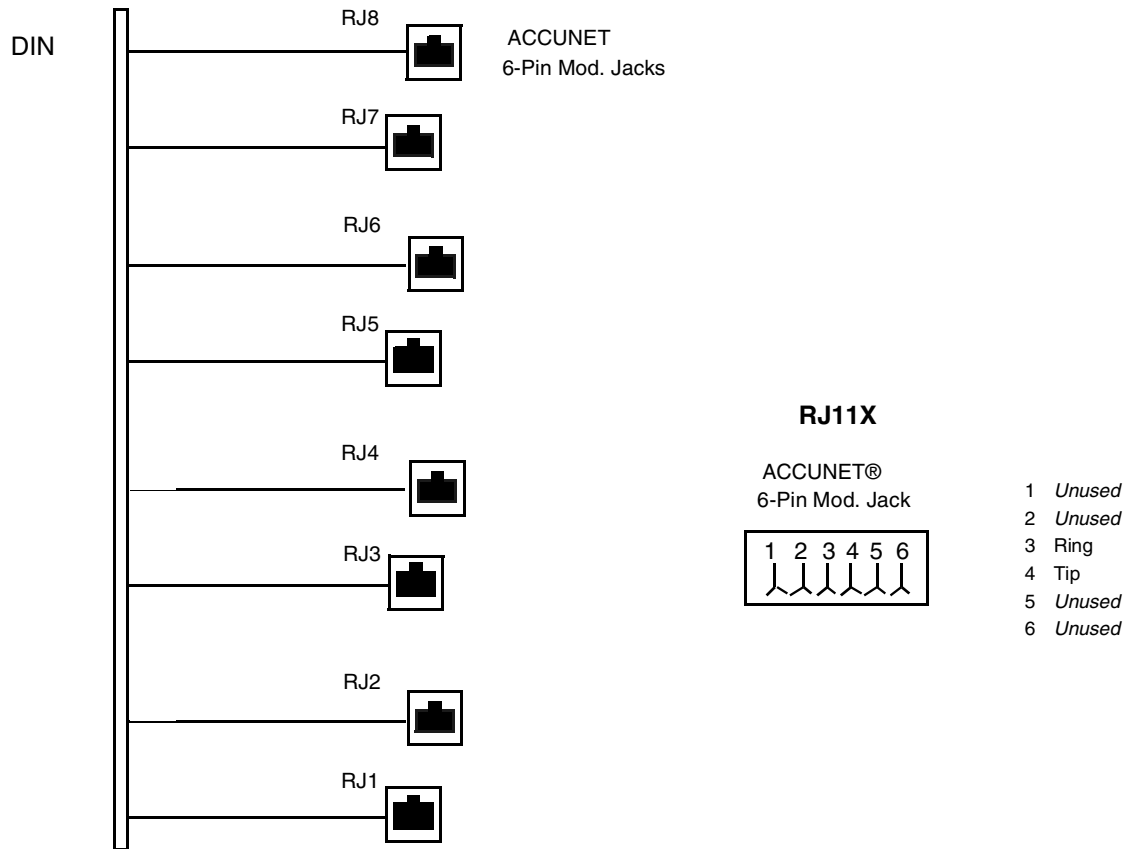 DIN
RJ8
ACCUNET
6-Pin Mod. Jacks
RJ7
RJ6
RJ5
RJ4
RJ3
RJ2
RJ1
RJ11X
ACCUNET®
6-Pin Mod. Jack
1 2 3 4 5 6
1 Unused
2 Unused
3 Ring
4 Tip
5 Unused
6 Unused